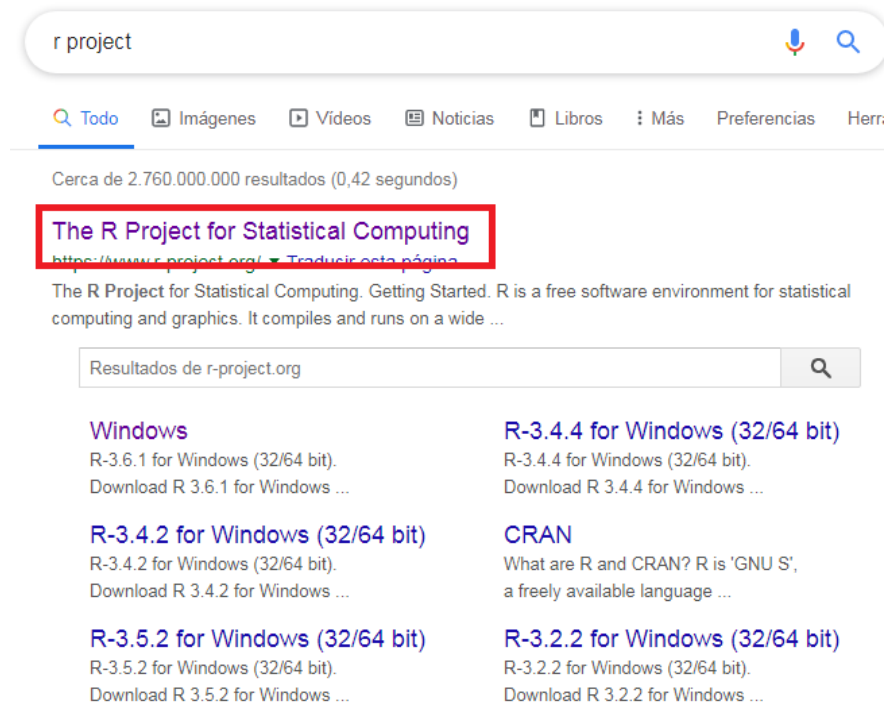 r project
Todo Imágenes Vídeos Noticias Libros Más Preferencias Herra
Cerca de 2.760.000.000 resultados (0,42 segundos)
The R Project for Statistical Computing
https://www.r-project.org/ Traducir esta página
The R Project for Statistical Computing. Getting Started. R is a free software environment for statistical
computing and graphics. It compiles and runs on a wide ...
Resultados de r-project.org
Windows
R-3.6.1 for Windows (32/64 bit).
Download R 3.6.1 for Windows ...
R-3.4.4 for Windows (32/64 bit)
R-3.4.4 for Windows (32/64 bit).
Download R 3.4.4 for Windows ...
R-3.4.2 for Windows (32/64 bit)
R-3.4.2 for Windows (32/64 bit).
Download R 3.4.2 for Windows ...
CRAN
What are R and CRAN? R is 'GNU S',
a freely available language ...
R-3.5.2 for Windows (32/64 bit)
R-3.5.2 for Windows (32/64 bit).
Download R 3.5.2 for Windows ...
R-3.2.2 for Windows (32/64 bit)
R-3.2.2 for Windows (32/64 bit).
Download R 3.2.2 for Windows ...